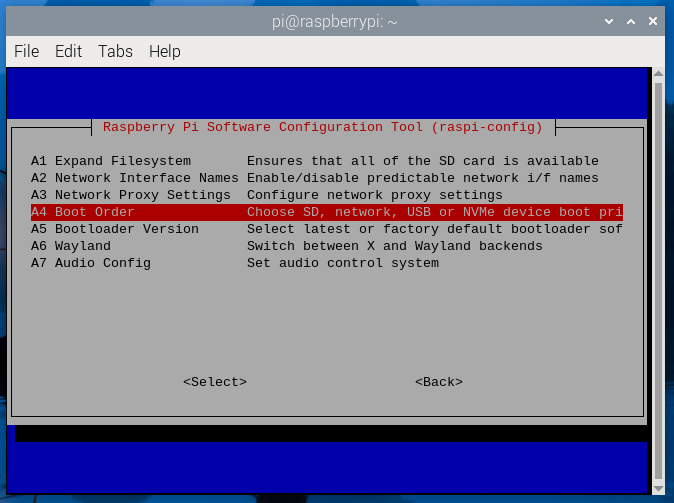 pi@raspberrypi: ~
File Edit Tabs Help
Raspberry Pi Software Configuration Tool (raspi-config)
A1 Expand Filesystem Ensures that all of the SD card is available
A2 Network Interface Names Enable/disable predictable network i/f names
A3 Network Proxy Settings Configure network proxy settings
A4 Boot Order Choose SD, network, USB or NVMe device boot pri
A5 Bootloader Version Select latest or factory default bootloader sof
A6 Wayland Switch between X and Wayland backends
A7 Audio Config Set audio control system
<Select> <Back>